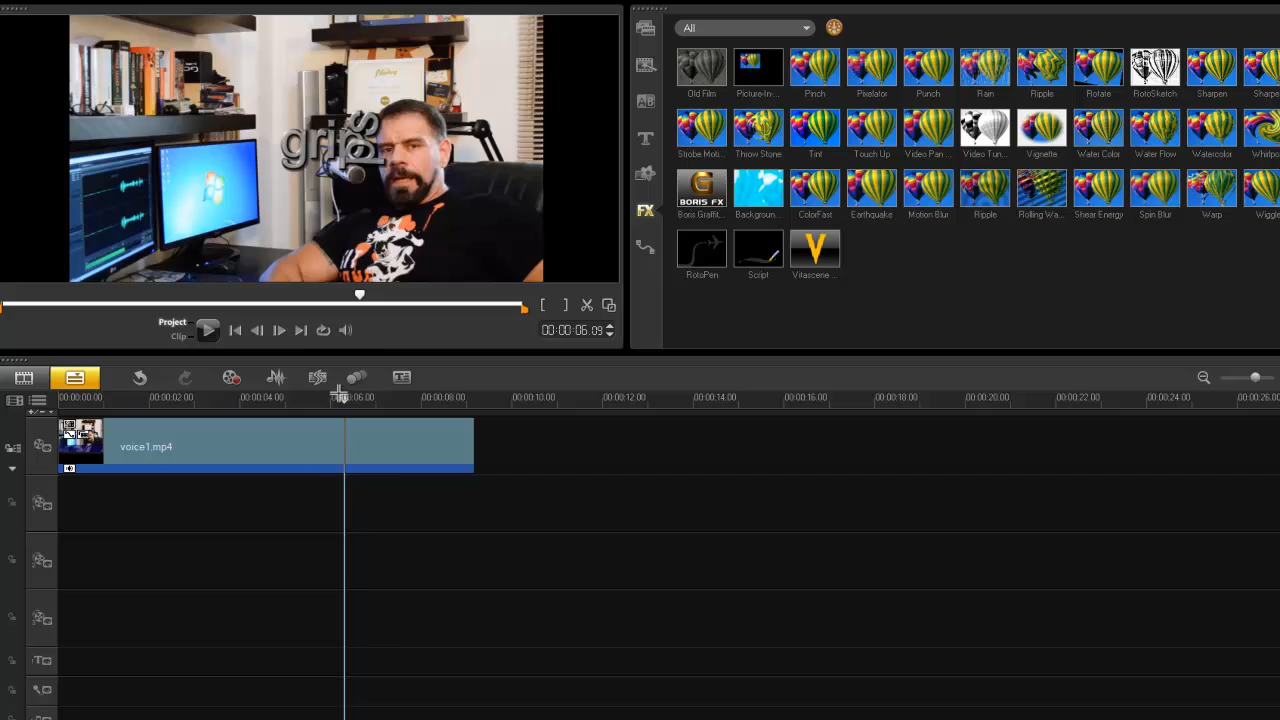 grips
All
Old Film
Picture-In-...
Pinch
Pixelator
Punch
Rain
Ripple
Rotate
RotoSketch
Sharpen
Sharpe
Strobe Moti...
Throw Stone
Tint
Touch Up
Video Pan ...
Video Tun...
Vignette
Water Color
Water Flow
Watercolor
Whirlpo
BORIS FX
Boris Graffit...
Backgroun...
ColorFast
Earthquake
Motion Blur
Ripple
Rolling Wa...
Shear Energy
Spin Blur
Warp
Wiggle
RotoPen
Script
Vitascene ...
AB
T
FX
Project
Clip
00:00:06.09
00:00:00.00
00:00:02.00
00:00:04.00
00:00:06.00
00:00:08.00
00:00:10.00
00:00:12.00
00:00:14.00
00:00:16.00
00:00:18.00
00:00:20.00
00:00:22.00
00:00:24.00
00:00:26.00
voice1.mp4